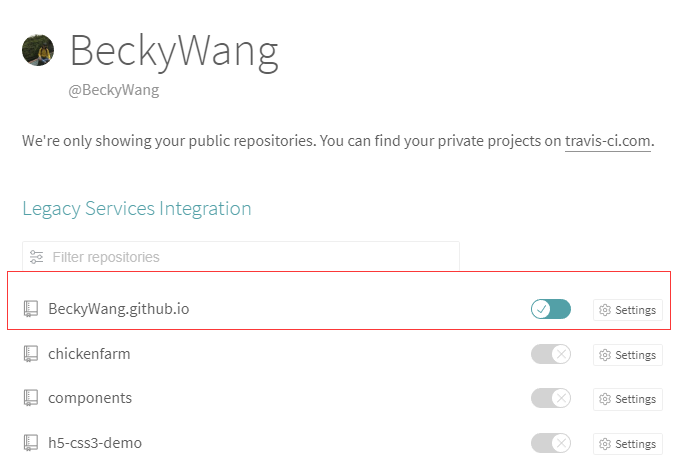 BeckyWang
@BeckyWang
We're only showing your public repositories. You can find your private projects on travis-ci.com.
Legacy Services Integration
Filter repositories
BeckyWang.github.io Settings
chickenfarm Settings
components Settings
h5-css3-demo Settings